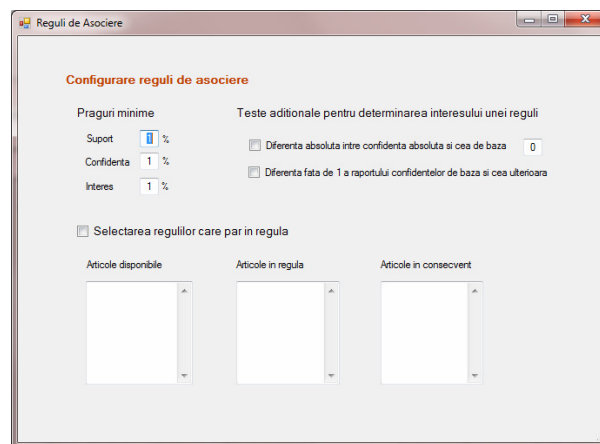 Reguli de Asociere
Configurare reguli de asociere
Praguri minime
Teste aditionale pentru determinarea interesului unei reguli
Suport 1 %
Diferenta absoluta intre confidenta absoluta si cea de baza 0
Confidenta 1 %
Diferenta fata de 1 a raportului confidentelor de baza si cea ulterioara
Interes 1 %
Selectarea regulilor care par in regula
Articole disponibile
Articole in regula
Articole in consecvent